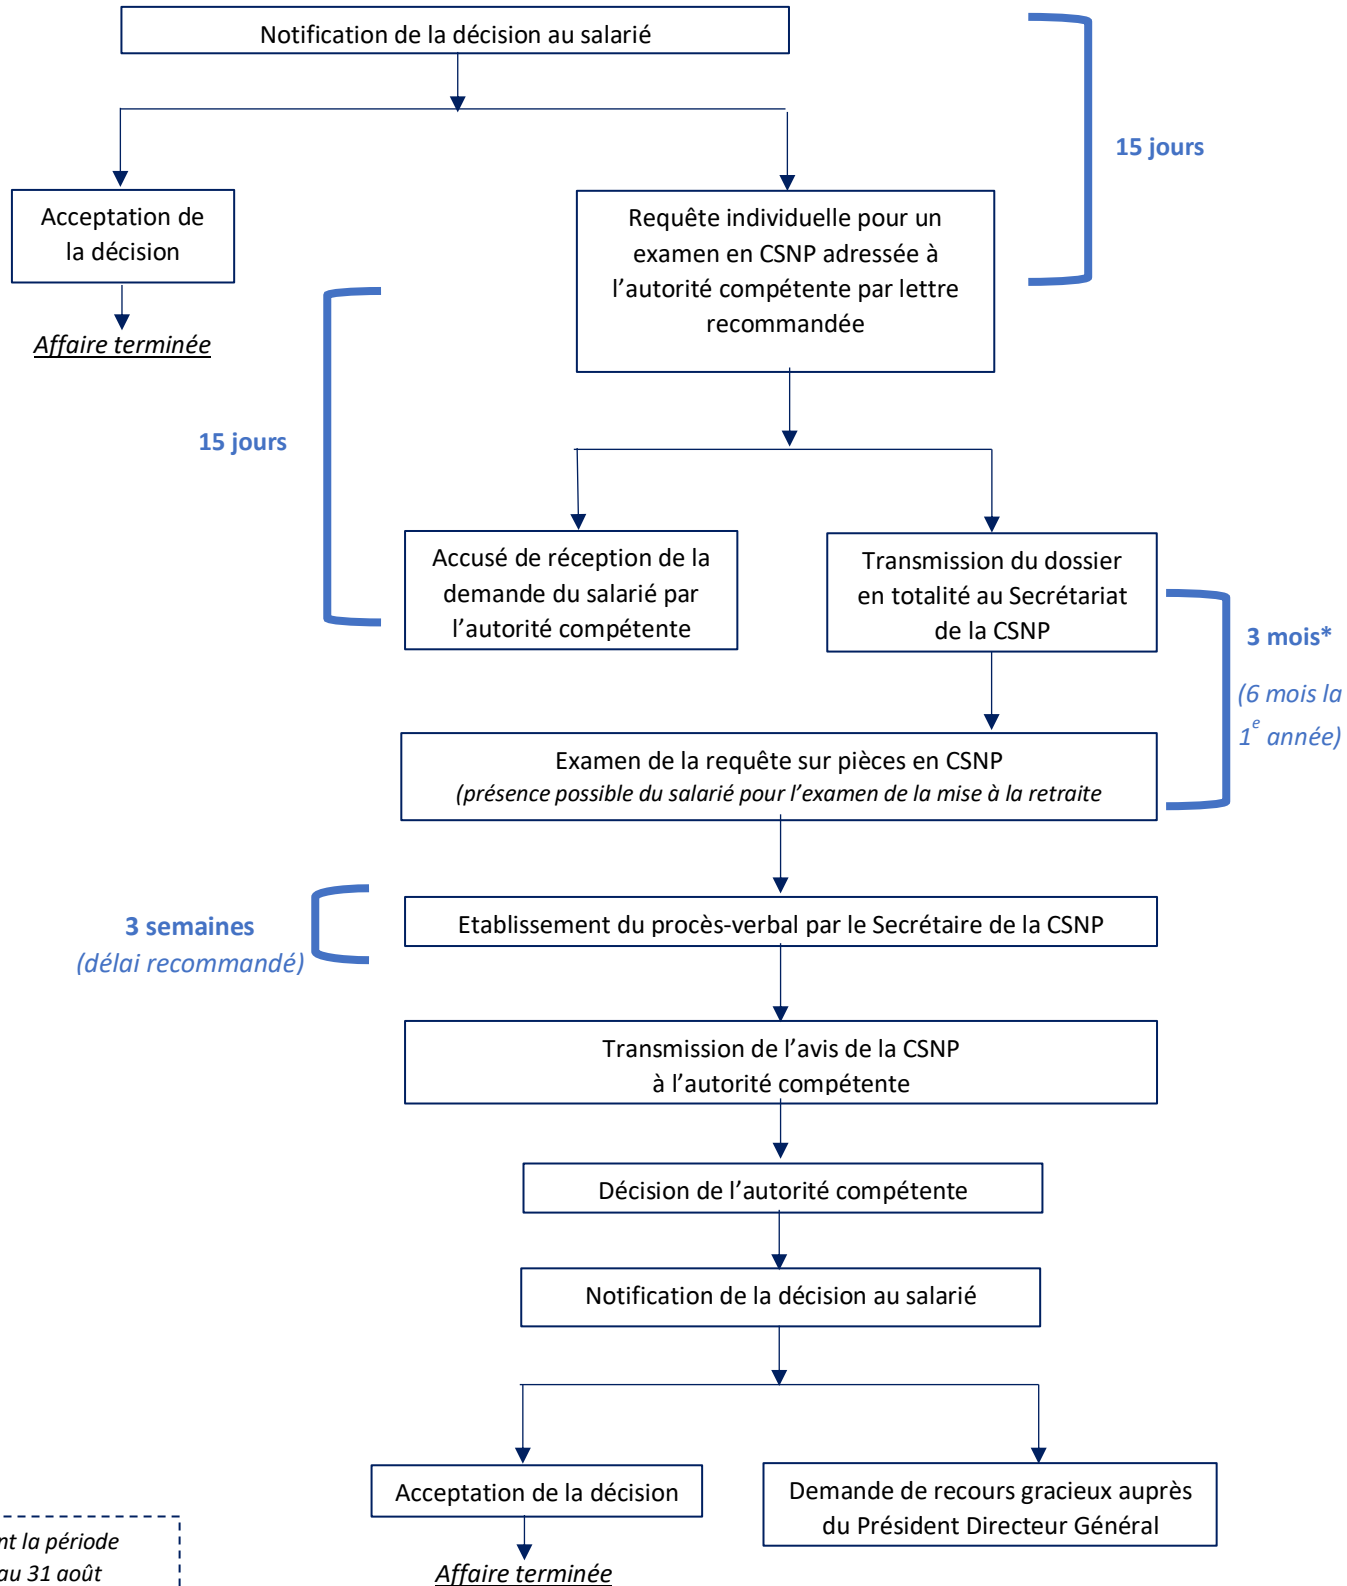 Notification de la décision au salarié
15 jours
Acceptation de
la décision
Affaire terminée
Requête individuelle pour un
examen en CSNP adressée à
l’autorité compétente par lettre
recommandée
15 jours
Accusé de réception de la
demande du salarié par
l’autorité compétente
Transmission du dossier
en totalité au Secrétariat
de la CSNP
3 mois*
(6 mois la
1e année)
Examen de la requête sur pièces en CSNP
(présence possible du salarié pour l’examen de la mise à la retraite
3 semaines
(délai recommandé)
Etablissement du procès-verbal par le Secrétaire de la CSNP
Transmission de l’avis de la CSNP
à l’autorité compétente
Décision de l’autorité compétente
Notification de la décision au salarié
Acceptation de la décision
Affaire terminée
Demande de recours gracieux auprès
du Président Directeur Général
la période
au 31 août